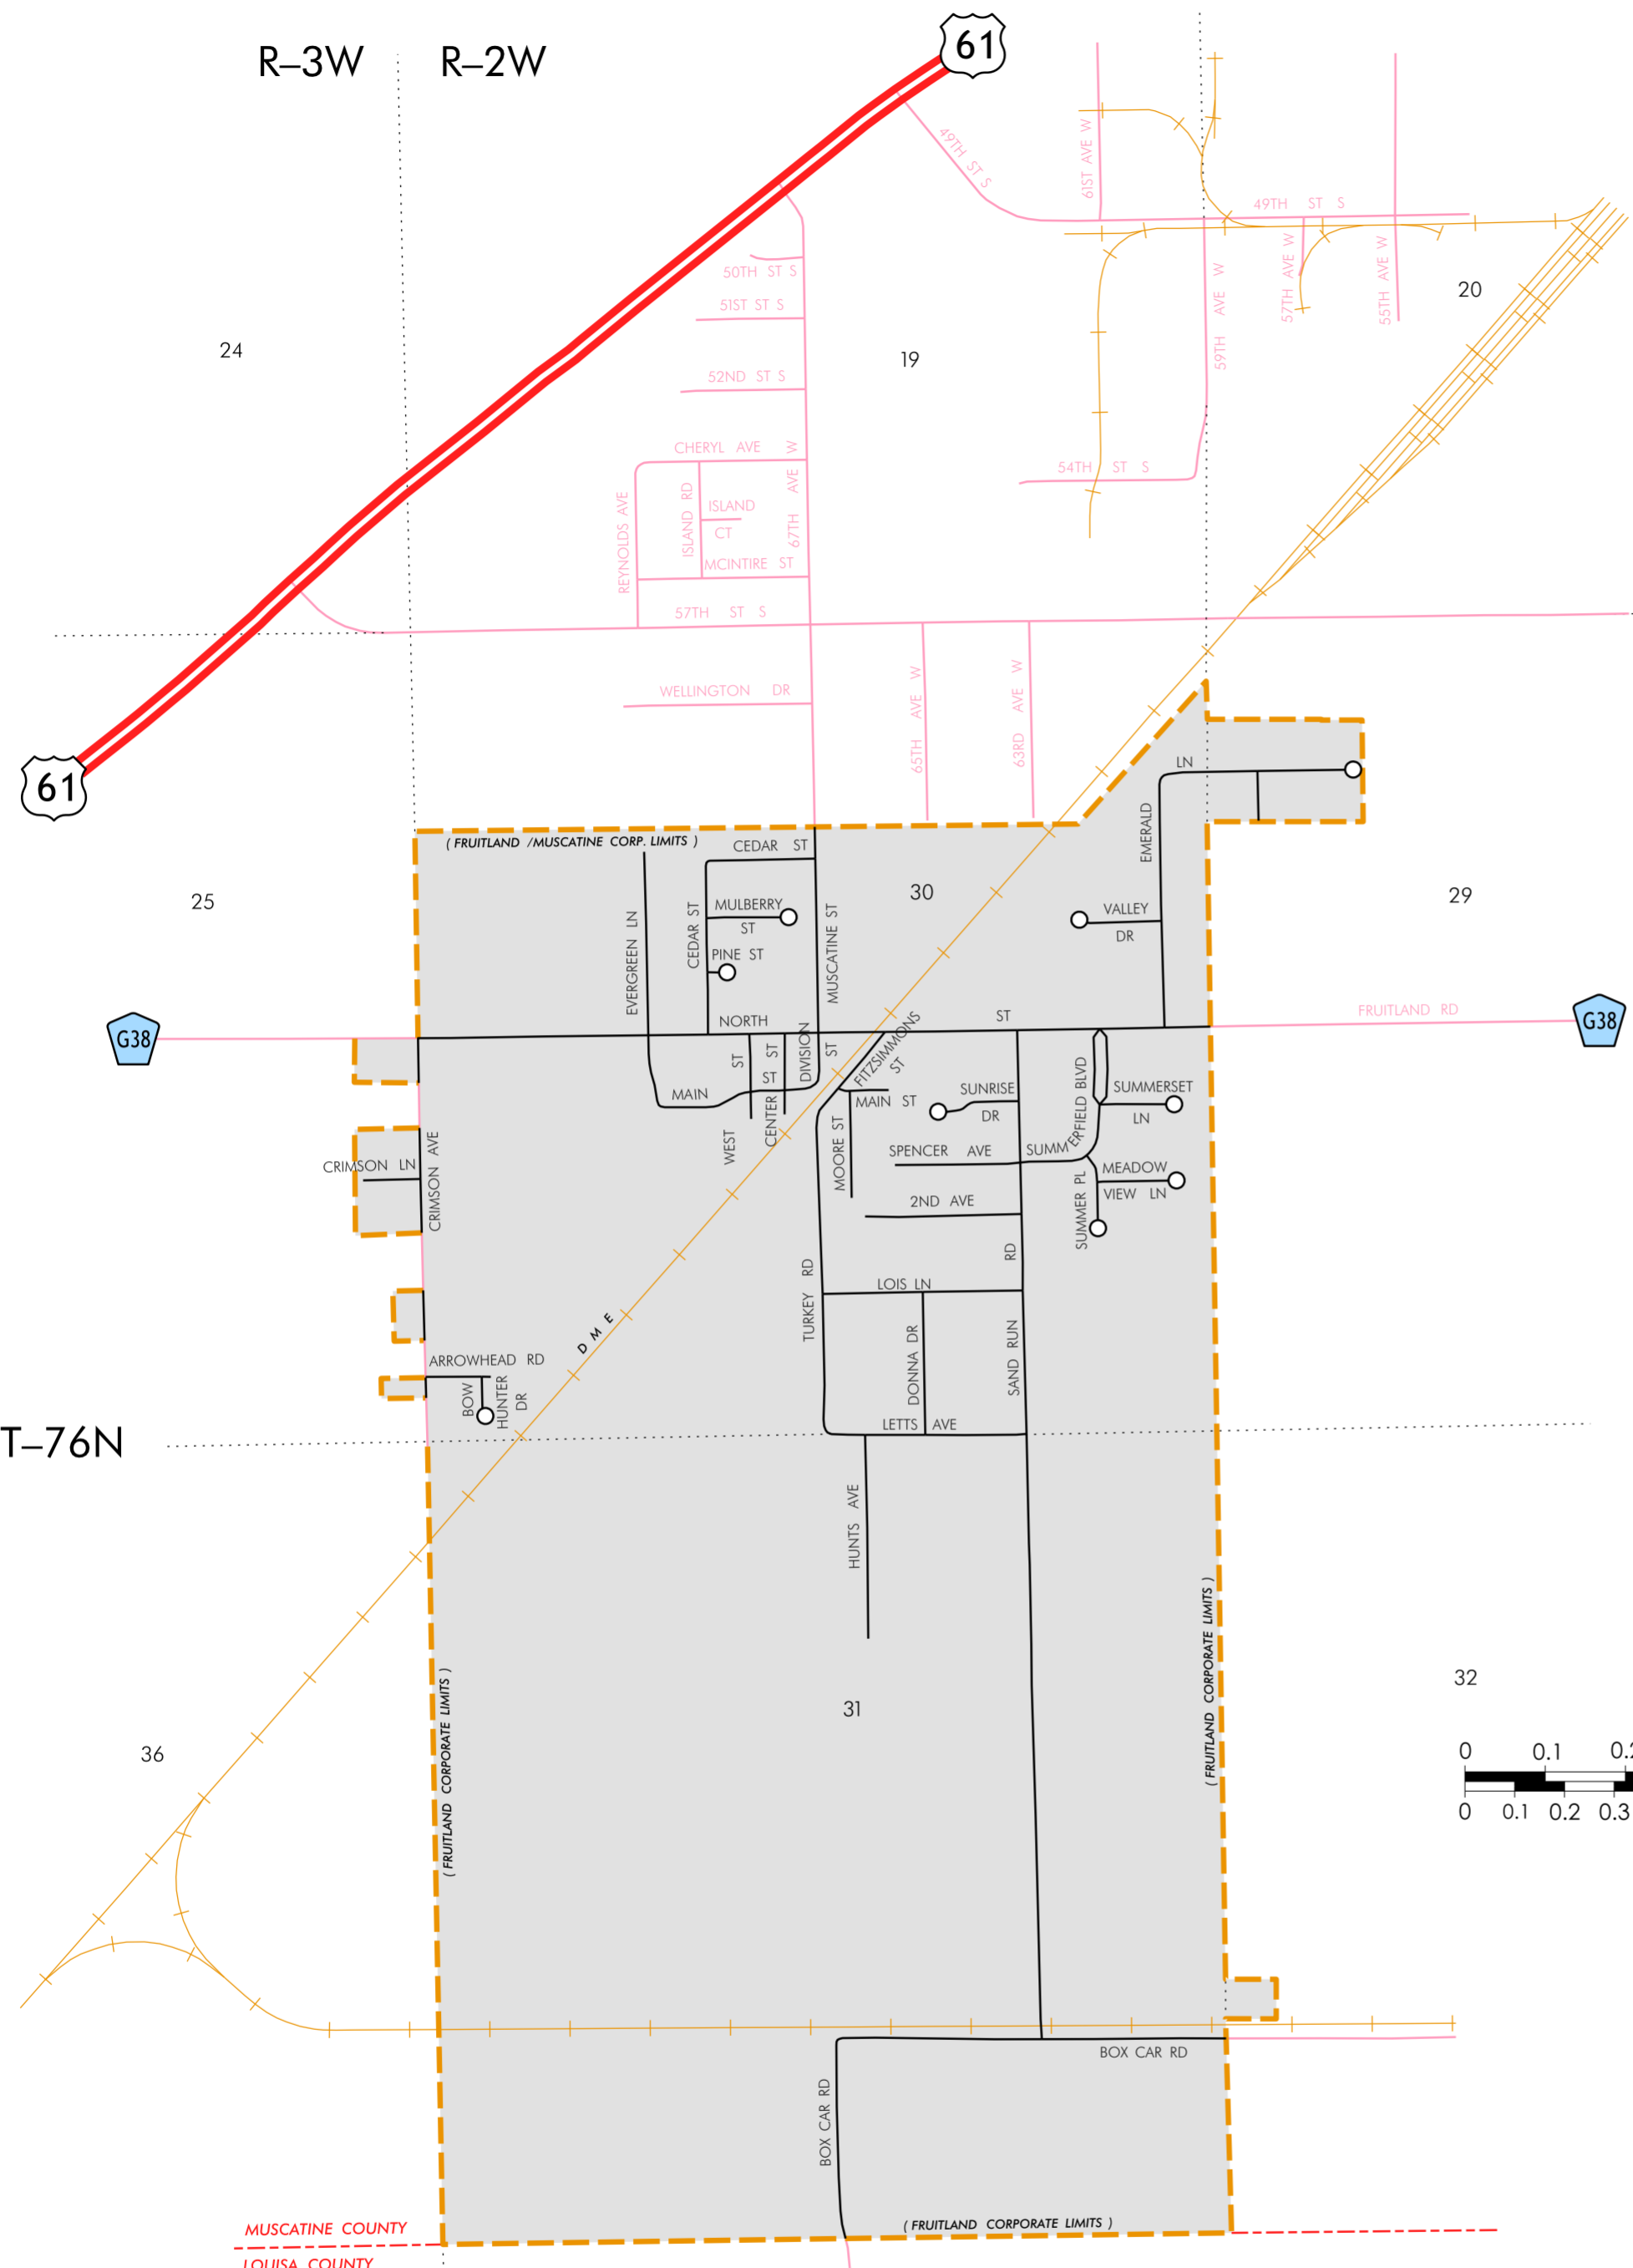 R–3W
R–2W
61
49TH ST S
61ST AVE W
49TH ST S
50TH ST S
51ST ST S
59TH AVE W
57TH AVE W
55TH AVE W
20
24
19
52ND ST S
CHERYL AVE W
67TH AVE
REYNOLDS AVE
ISLAND RD
ISLAND
CT
54TH ST S
MCINTIRE ST
57TH ST S
WELLINGTON DR
65TH AVE W
63RD AVE W
61
LN
EMERALD
( FRUITLAND /MUSCATINE CORP. LIMITS )
CEDAR ST
25
30
29
EVERGREEN LN
CEDAR ST
MULBERRY
ST
MUSCATINE ST
VALLEY
DR
PINE ST
G38
NORTH
ST
FRUITLAND RD
G38
ST
ST
DIVISION
ST
FITZSIMMONS
ST
MAIN
ST
MAIN ST
SUNRISE
DR
SUMMERFIELD BLVD
SUMMERSET
LN
WEST
CENTER
MOORE ST
SPENCER AVE
CRIMSON LN
CRIMSON AVE
2ND AVE
SUMMER PL
MEADOW
VIEW LN
TURKEY RD
LOIS LN
RD
SAND RUN
DONNA DR
D M E
ARROWHEAD RD
BOW
HUNTER
DR
LETTS AVE
T–76N
HUNTS AVE
( FRUITLAND CORPORATE LIMITS )
( FRUITLAND CORPORATE LIMITS )
31
32
36
0 0.1
0 0.1 0.2 0.3
BOX CAR RD
BOX CAR RD
( FRUITLAND CORPORATE LIMITS )
MUSCATINE COUNTY
LOUISA COUNTY